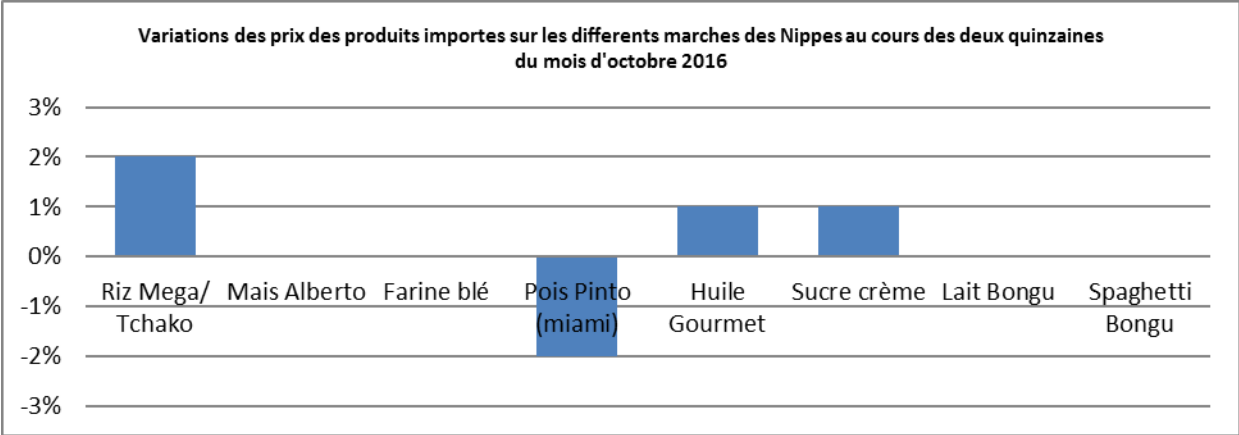 Variations des prix des produits importes sur les differents marches des Nippes au cours des deux quinzaines
du mois d'octobre 2016
3%
2%
1%
0%
-1%
-2%
-3%
Riz Mega/
Tchako
Mais Alberto
Farine blé
Pois Pinto
(miami)
Huile
Gourmet
Sucre crème
Lait Bongu
Spaghetti
Bongu